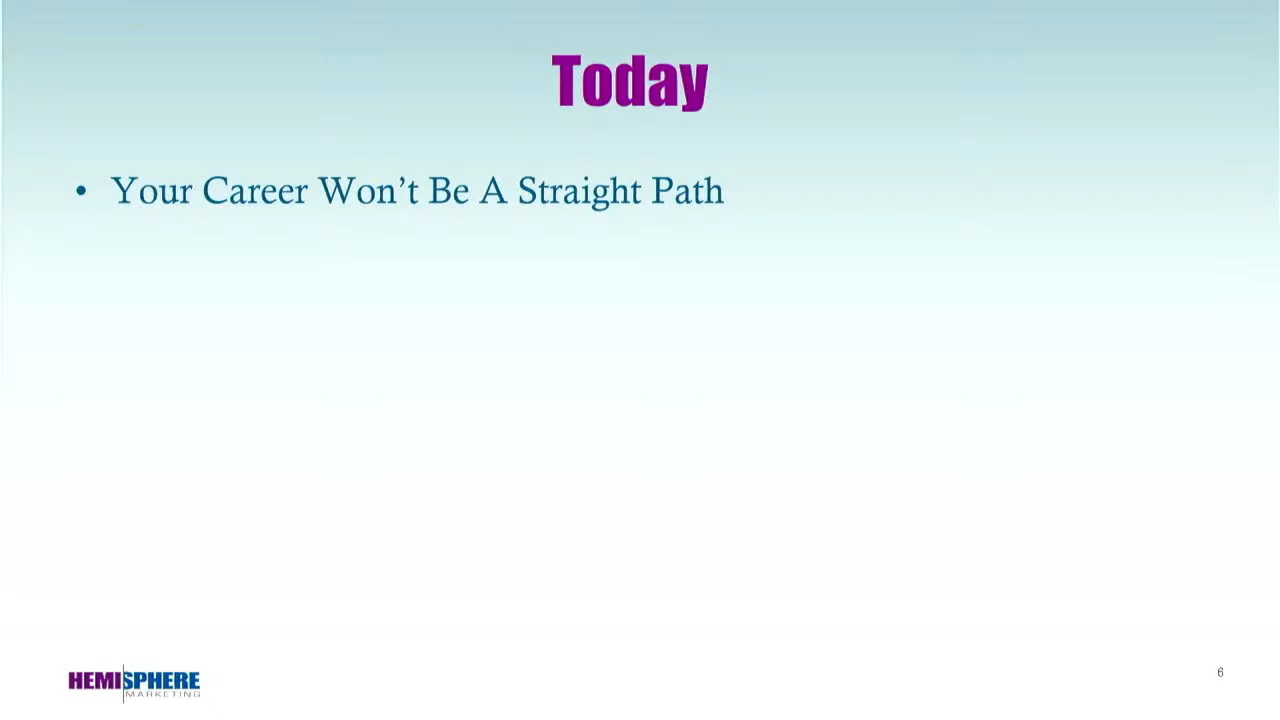 Today
• Your Career Won’t Be A Straight Path
HEMISPHERE
MARKETING
6